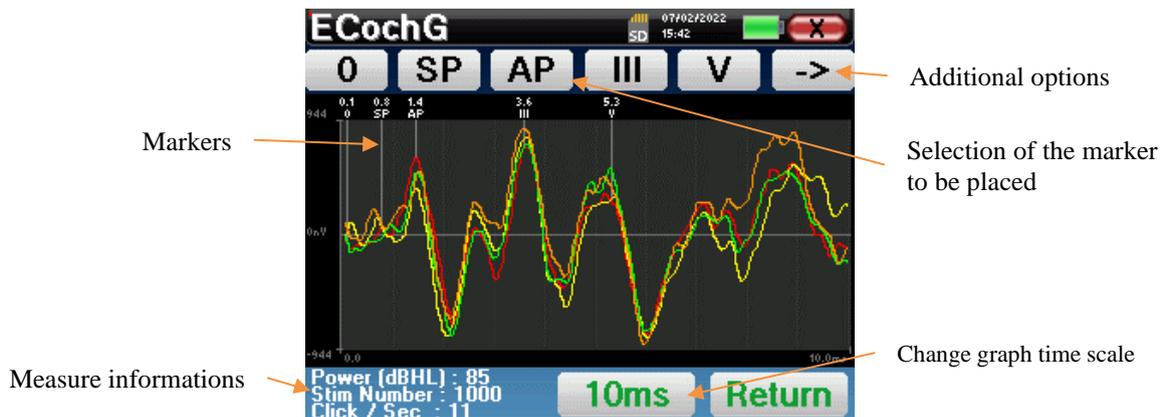 ECochG
SD
07/02/2022
15:42
X
0 SP AP III V ->
Additional options
0.1 0.8 1.4 3.6 5.3
0 SP AP III V
944
Markers
Selection of the marker
to be placed
0nV
-944
0.0
10.0ms
Change graph time scale
Measure informations
Power (dBHL) : 85
Stim Number : 1000
Click / Sec : 11
10ms
Return